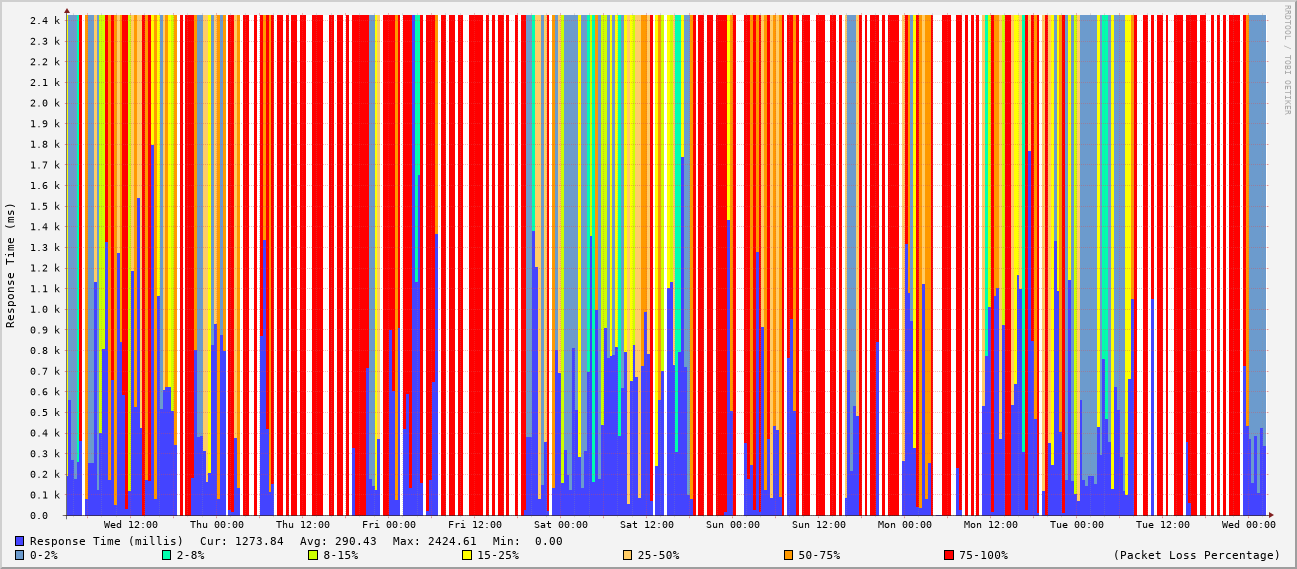 RRDTOOL / TOBI OETIKER
Response Time (ms)
2.4 k
2.3 k
2.2 k
2.1 k
2.0 k
1.9 k
1.8 k
1.7 k
1.6 k
1.5 k
1.4 k
1.3 k
1.2 k
1.1 k
1.0 k
0.9 k
0.8 k
0.7 k
0.6 k
0.5 k
0.4 k
0.3 k
0.2 k
0.1 k
0.0
Wed 12:00 Thu 00:00 Thu 12:00 Fri 00:00 Fri 12:00 Sat 00:00 Sat 12:00 Sun 00:00 Sun 12:00 Mon 00:00 Mon 12:00 Tue 00:00 Tue 12:00 Wed 00:00
Response Time (millis) Cur: 1273.84 Avg: 290.43 Max: 2424.61 Min: 0.00
0-2% 2-8% 8-15% 15-25% 25-50% 50-75% 75-100% (Packet Loss Percentage)